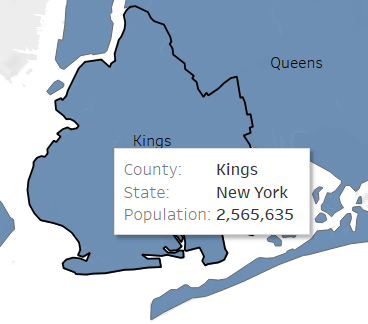 Queens
Kings
County: Kings
State: New York
Population: 2,565,635